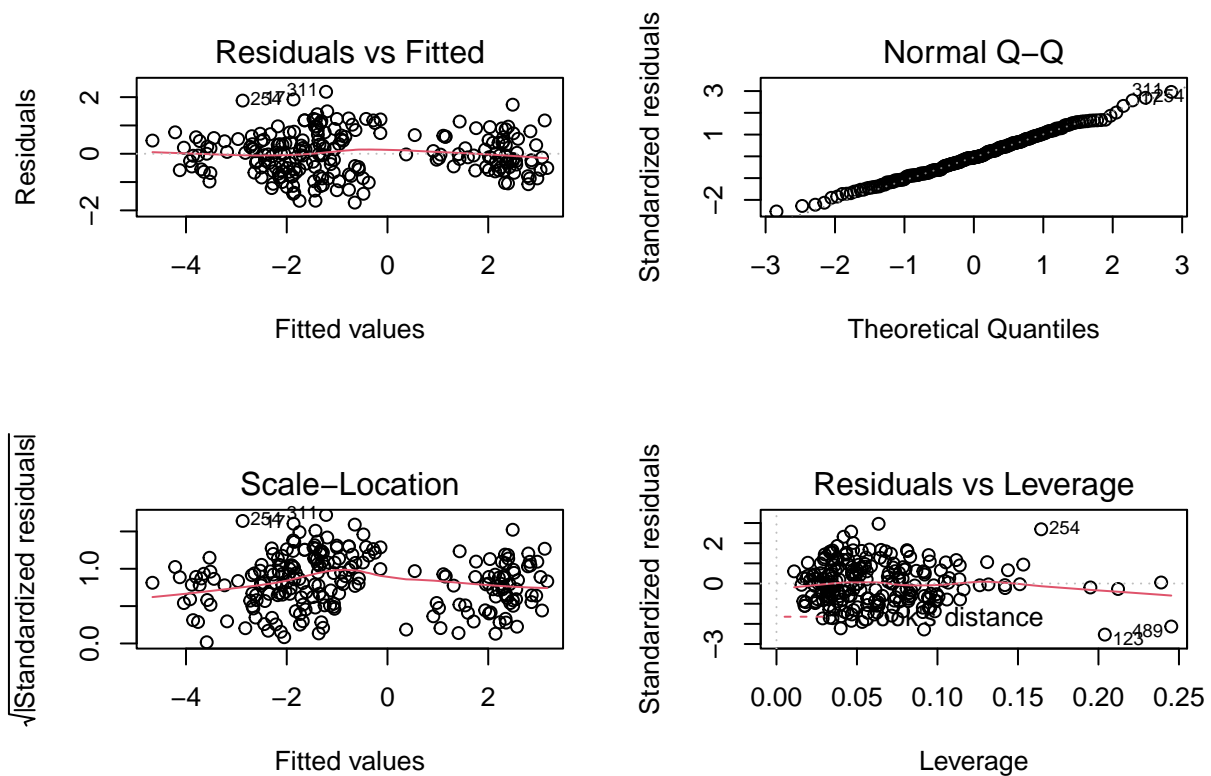 Residuals vs Fitted
Residuals
2
0
−2
254
311
−4 −2 0 2
Fitted values
Normal Q−Q
Standardized residuals
3
1
−2
311
254
−3 −2 −1 0 1 2 3
Theoretical Quantiles
Scale−Location
√|Standardized residuals|
1.0
0.0
254
311
−4 −2 0 2
Fitted values
Residuals vs Leverage
Standardized residuals
2
0
−3
254
distance
489
123
0.00 0.05 0.10 0.15 0.20 0.25
Leverage